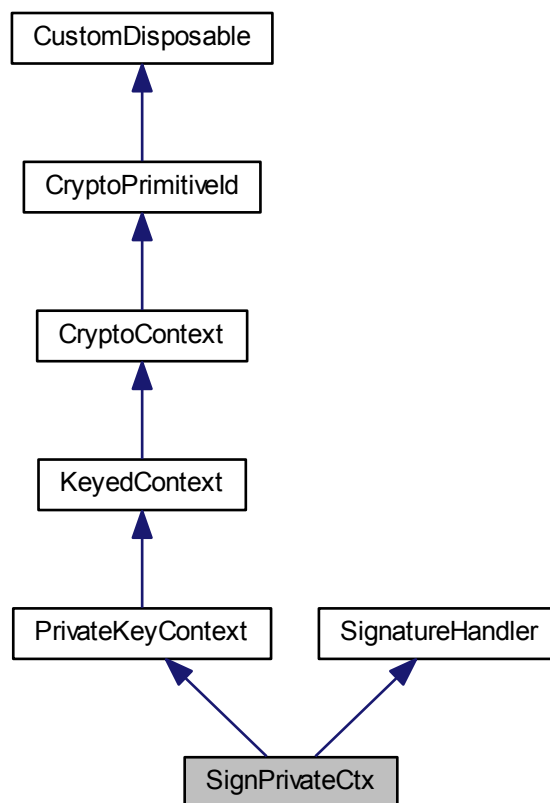 CustomDisposable
CryptoPrimitiveId
CryptoContext
KeyedContext
PrivateKeyContext
SignatureHandler
SignPrivateCtx